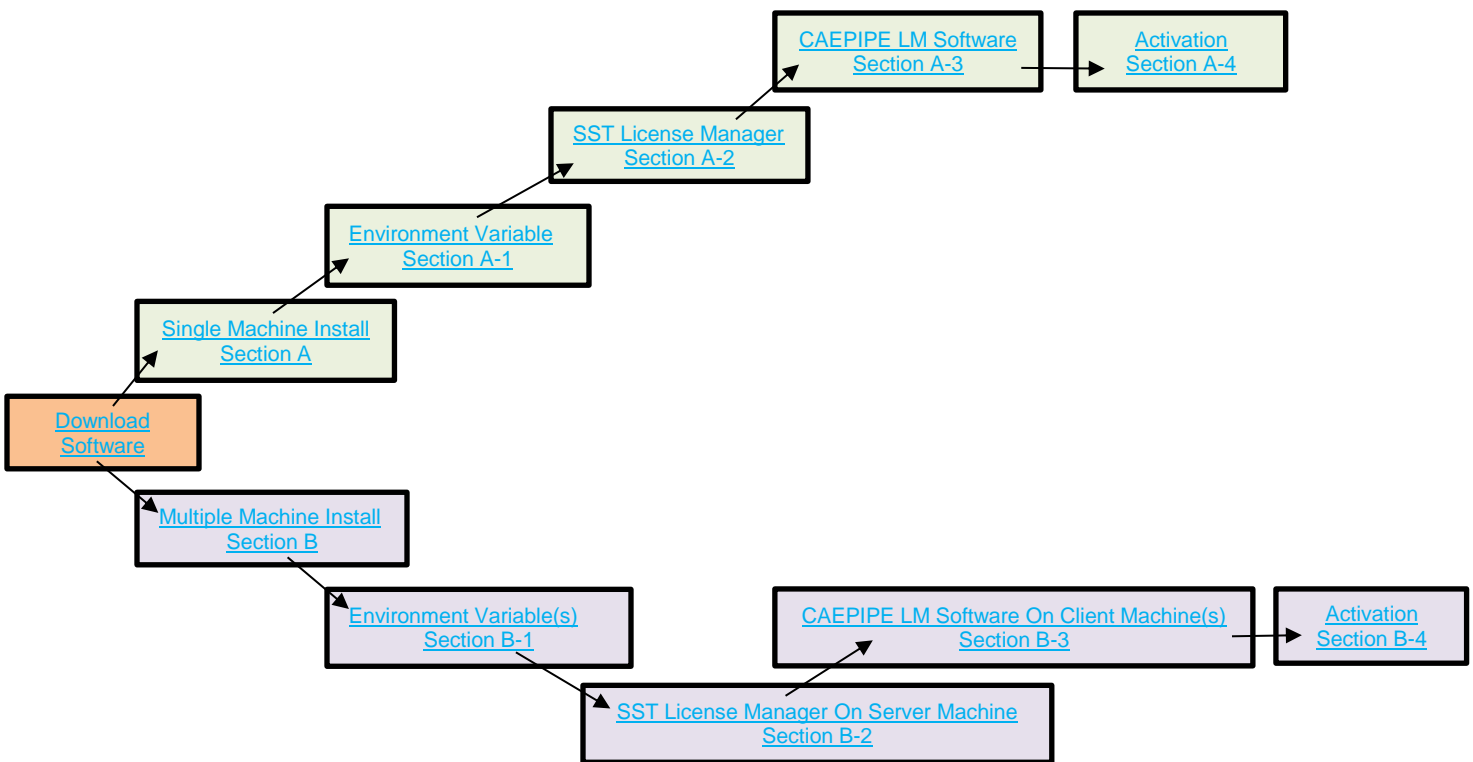 CAEPIPE LM Software
Section A-3
Activation
Section A-4
SST License Manager
Section A-2
Environment Variable
Section A-1
Single Machine Install
Section A
Download
Software
Multiple Machine Install
Section B
Environment Variable(s)
Section B-1
CAEPIPE LM Software On Client Machine(s)
Section B-3
Activation
Section B-4
SST License Manager On Server Machine
Section B-2